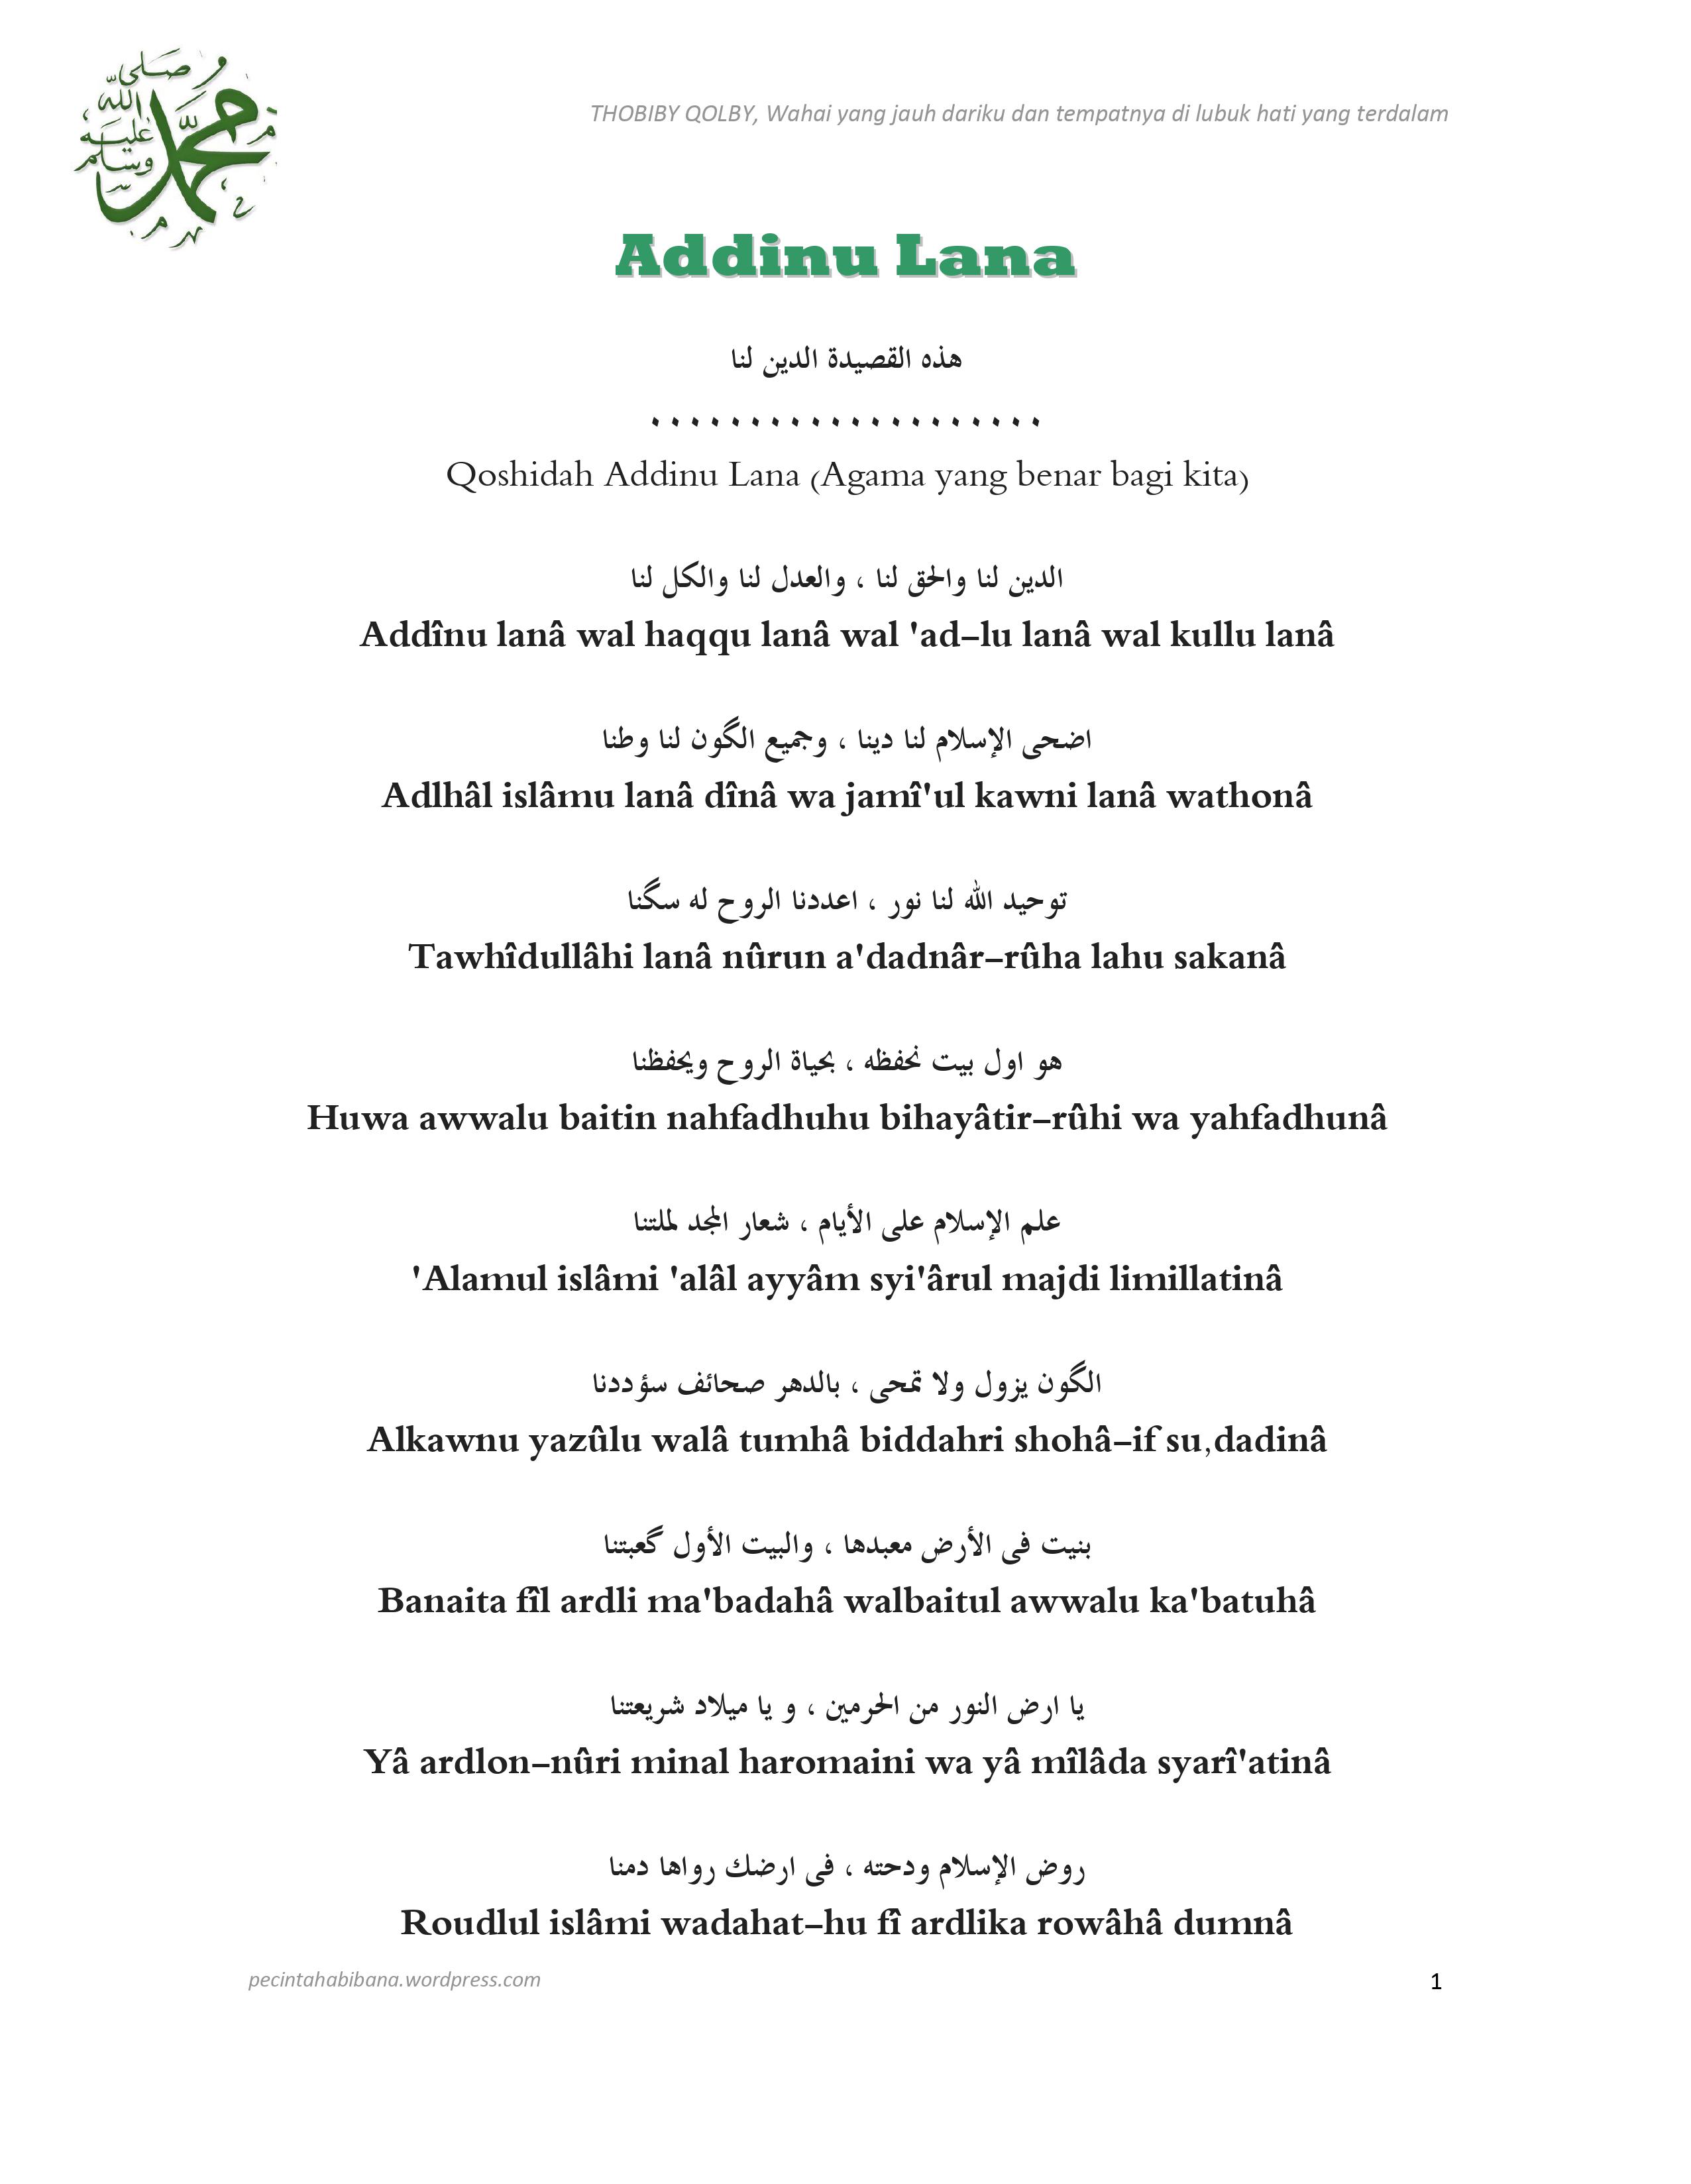 محمد صلى الله عليه وسلم
THOBIBY QOLBY, Wahai yang jauh dariku dan tempatnya di lubuk hati yang terdalam
Addinu Lana
هذه القصيدة الدين لنا
....................
Qoshidah Addinu Lana (Agama yang benar bagi kita)
الدين لنا والحق لنا ، والعدل لنا والكل لنا
Addînu lanâ wal haqqu lanâ wal 'ad-lu lanâ wal kullu lanâ
اضحى الإسلام لنا دينا ، وجميع الگون لنا وطنا
Adlhâl islâmu lanâ dînâ wa jamî'ul kawni lanâ wathonâ
توحيد الله لنا نور ، اعددنا الروح له سگنا
Tawhîdullâhi lanâ nûrun a'dadnâr-rûha lahu sakanâ
هو اول بيت نحفظه ، بحياة الروح ويحفظنا
Huwa awwalu baitin nahfadhuhu bihayâtir-rûhi wa yahfadhunâ
علم الإسلام على الأيام ، شعار المجد لملتنا
'Alamul islâmi 'alâl ayyâm syi'ârul majdi limillatinâ
الگون يزول ولا تمحى ، بالدهر صحائف سؤددنا
Alkawnu yazûlu walâ tumhâ biddahri shohâ-if su,dadinâ
بنيت فى الأرض معبدها ، والبيت الأول گعبتنا
Banaita fîl ardli ma'badahâ walbaitul awwalu ka'batuhâ
يا ارض النور من الحرمين ، و يا ميلاد شريعتنا
Yâ ardlon-nûri minal haromaini wa yâ mîlâda syarî'atinâ
روض الإسلام ودحته ، فى ارضك رواها دمنا
Roudlul islâmi wadahat-hu fî ardlika rowâhâ dumnâ
pecintahabibana.wordpress.com
1